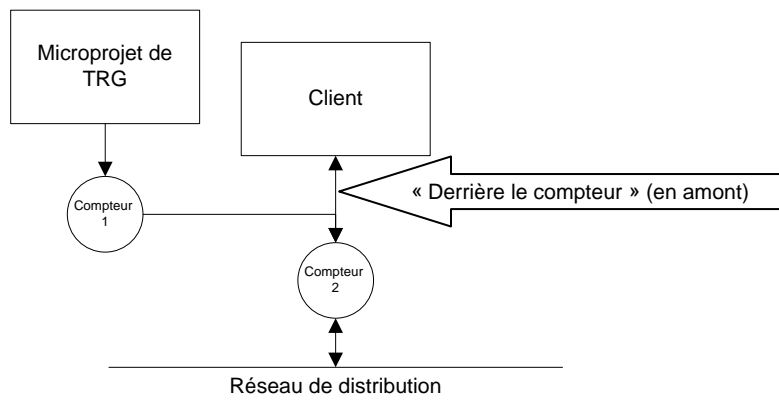 Microprojet de
TRG
Client
« Derrière le compteur » (en amont)
Compteur
1
Compteur
2
Réseau de distribution